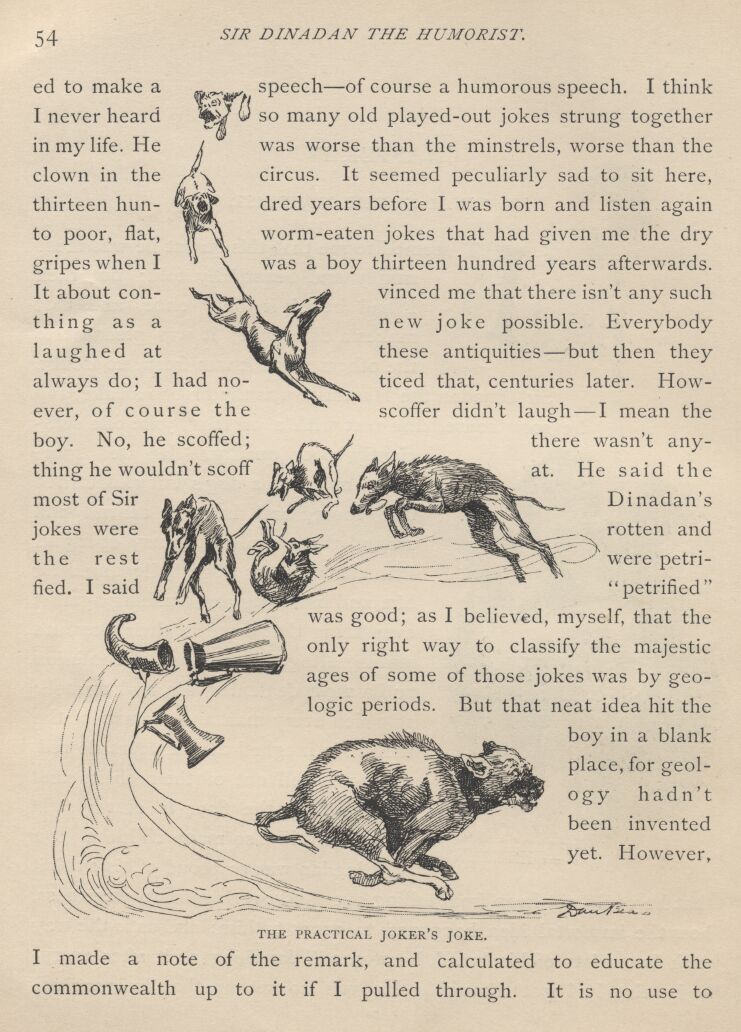 54
SIR DINADAN THE HUMORIST.
ed to make a speech—of course a humorous speech. I think
I never heard so many old played-out jokes strung together
in my life. He was worse than the minstrels, worse than the
clown in the circus. It seemed peculiarly sad to sit here,
thirteen hun- dred years before I was born and listen again
to poor, flat, worm-eaten jokes that had given me the dry
gripes when I was a boy thirteen hundred years afterwards.
It about con- vinced me that there isn't any such
thing as a new joke possible. Everybody
laughed at these antiquities—but then they
always do; I had no- ticed that, centuries later. How-
ever, of course the scoffer didn't laugh—I mean the
boy. No, he scoffed; there wasn't any-
thing he wouldn't scoff at. He said the
most of Sir Dinadan's
jokes were rotten and
the rest were petri-
fied. I said "petrified"
was good; as I believed, myself, that the
only right way to classify the majestic
ages of some of those jokes was by geo-
logic periods. But that neat idea hit the
boy in a blank
place, for geol-
ogy hadn't
been invented
yet. However,
THE PRACTICAL JOKER'S JOKE.
I made a note of the remark, and calculated to educate the
commonwealth up to it if I pulled through. It is no use to